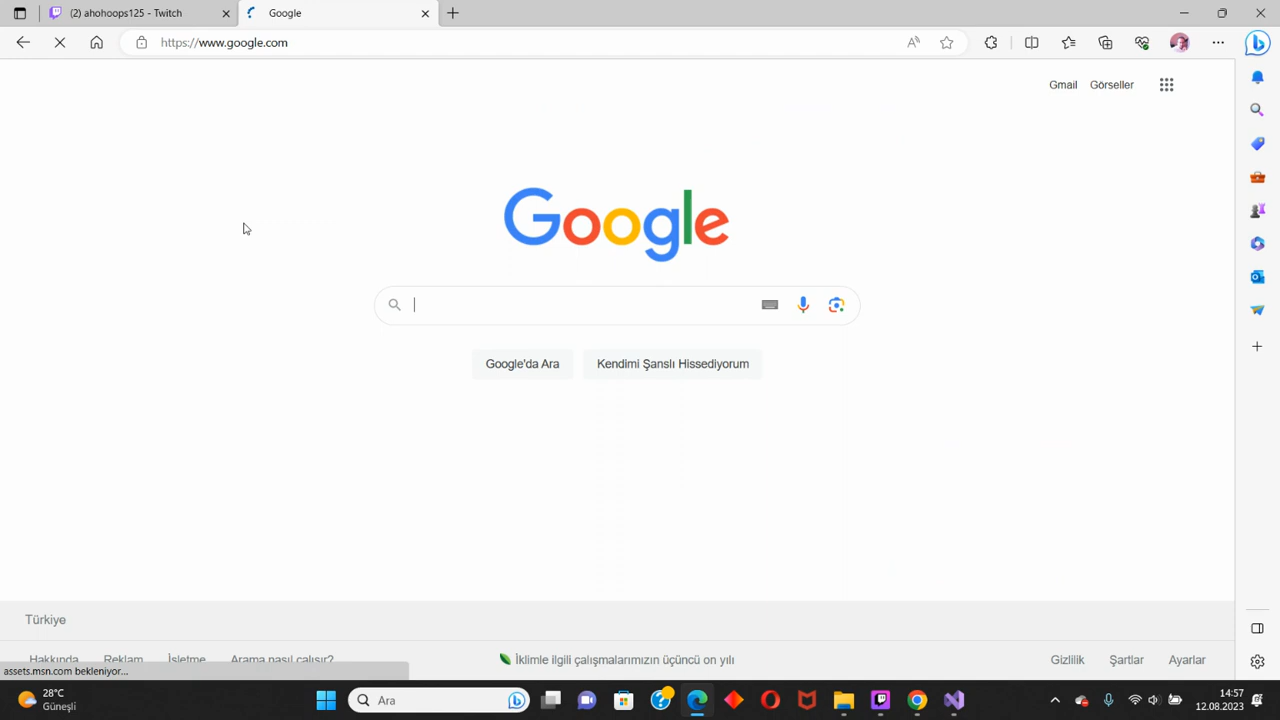 (2) ahohoops125 - Twitch
Google
https://www.google.com
Gmail Görseller
Google
Google'da Ara
Kendimi Şanslı Hissediyorum
Türkiye
Hakkında Reklam İşletme Arama nasıl çalışır?
İklimle ilgili çalışmalarımızın üçüncü on yılı
Gizlilik Şartlar Ayarlar
assets.msn.com bekleniyor...
28°C
Güneşli
Ara
14:57
12.08.2023